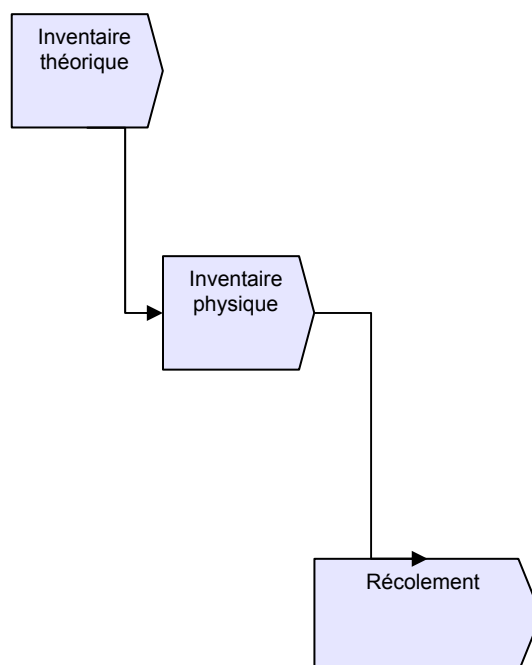 Inventaire
théorique
Inventaire
physique
Récolement